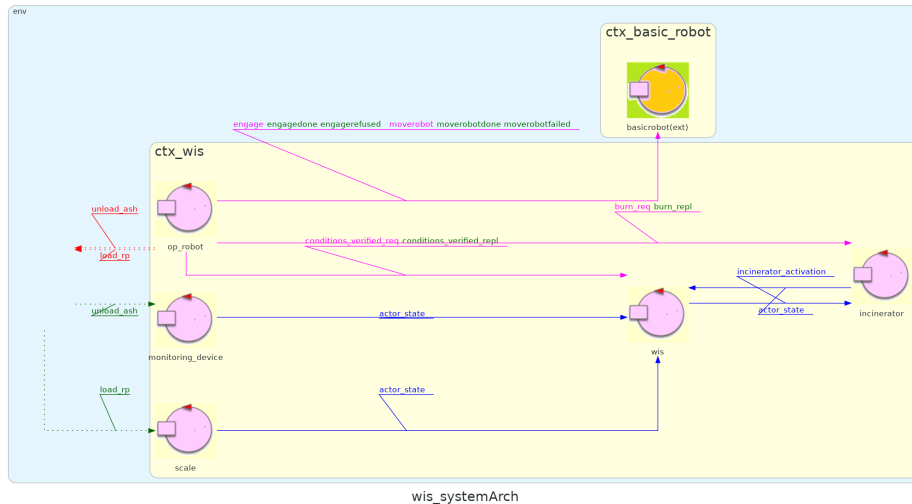 env
ctx_basic_robot
basicrobot(ext)
engage engagedone engagerefused moverobot moverobotdone moverobotfailed
ctx_wis
unload_ash
burn_req burn_repl
op_robot
conditions_verified_req conditions_verified_repl
load_rp
incinerator_activation
unload_ash
actor_state
actor_state
incinerator
wis
monitoring_device
load_rp
actor_state
scale
wis_systemArch